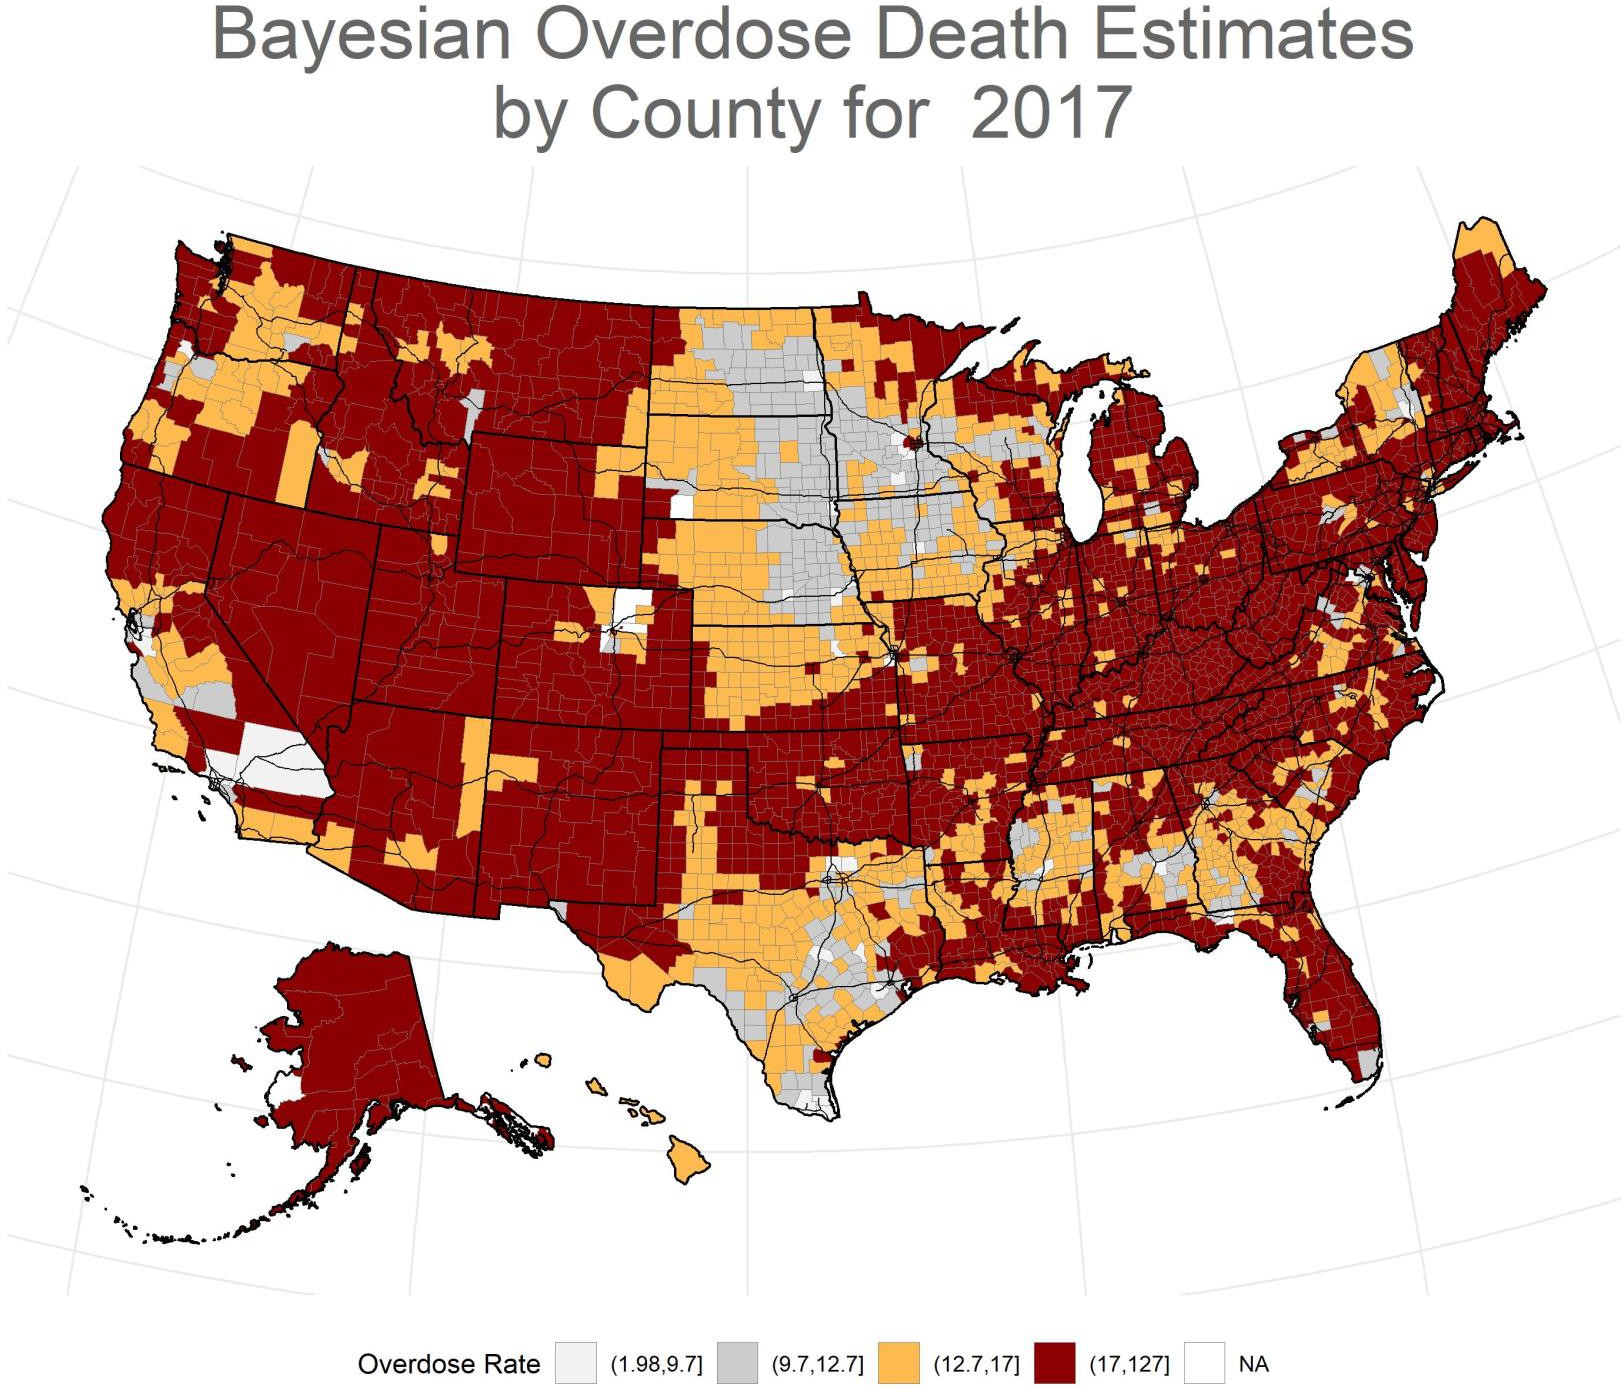 Bayesian Overdose Death Estimates
by County for 2017
Overdose Rate (1.98,9.7] (9.7,12.7] (12.7,17] (17,127] NA